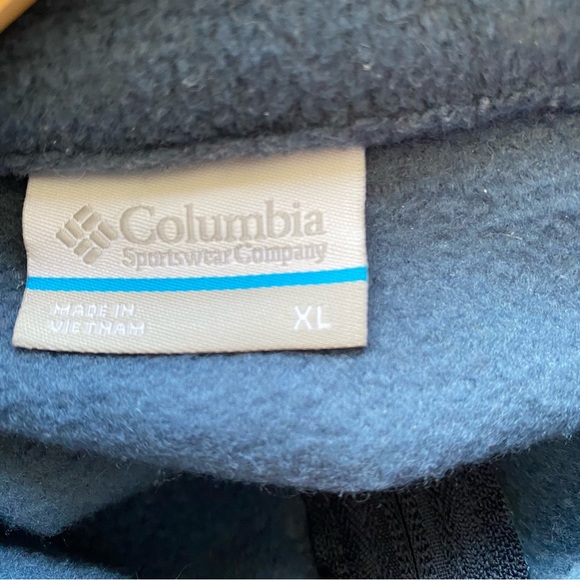 Columbia
Sportswear Company
MADE IN
VIETNAM
XL